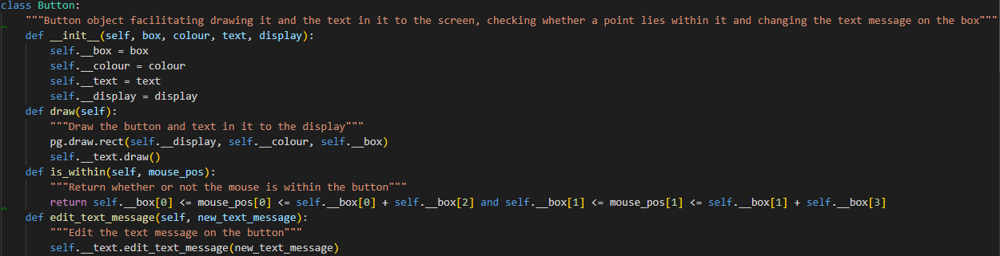 class Button:
    """Button object facilitating drawing it and the text in it to the screen, checking whether a point lies within it and changing the text message on the box"""
    def __init__(self, box, colour, text, display):
        self.__box = box
        self.__colour = colour
        self.__text = text
        self.__display = display
    def draw(self):
        """Draw the button and text in it to the display"""
        pg.draw.rect(self.__display, self.__colour, self.__box)
        self.__text.draw()
    def is_within(self, mouse_pos):
        """Return whether or not the mouse is within the button"""
        return self.__box[0] <= mouse_pos[0] <= self.__box[0] + self.__box[2] and self.__box[1] <= mouse_pos[1] <= self.__box[1] + self.__box[3]
    def edit_text_message(self, new_text_message):
        """Edit the text message on the button"""
        self.__text.edit_text_message(new_text_message)